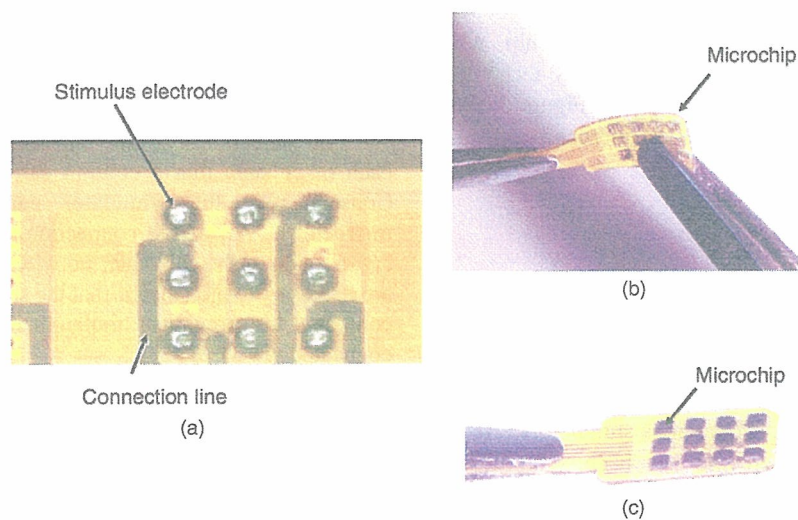 Stimulus electrode
Connection line
(a)
Microchip
(b)
Microchip
(c)